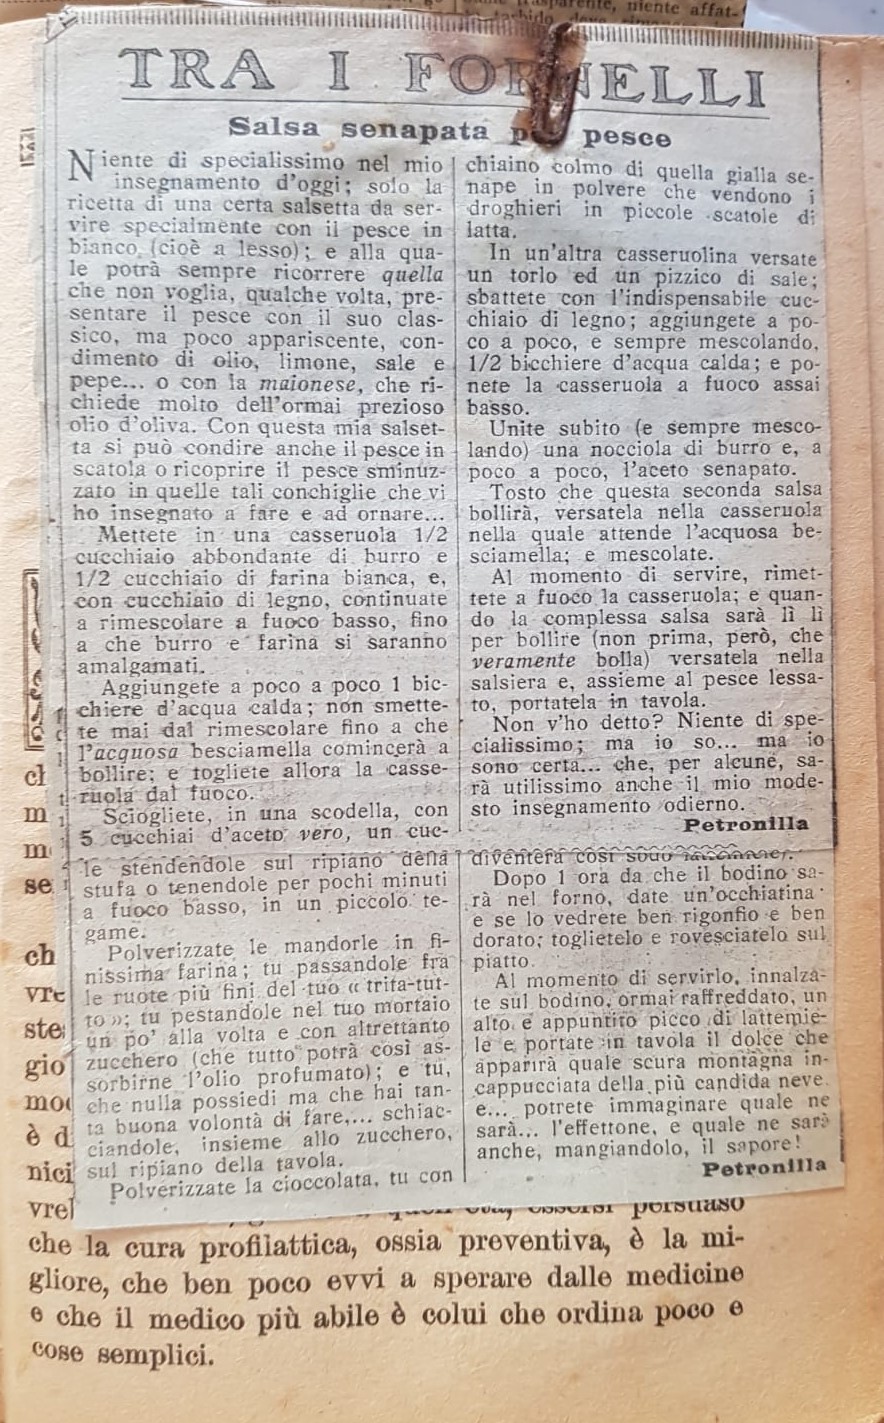 parente, niente affat-
TRA I FORNELLI
Salsa senapata p pesce
Niente di specialissimo nel mio
insegnamento d'oggi; solo la
ricetta di una certa salsetta da ser-
vire specialmente con il pesce in
bianco (cioè a lesso); e alla qua-
le potrà sempre ricorrere quella
che non voglia, qualche volta, pre-
sentare il pesce con il suo clas-
sico, ma poco appariscente, con-
dimento di olio, limone, sale e
pepe... o con la maionese, che ri-
chiede molto dell'ormai prezioso
olio d'oliva. Con questa mia salset-
ta si può condire anche il pesce in
scatola o ricoprire il pesce sminuz-
zato in quelle tali conchiglie che vi
ho insegnato a fare e ad ornare...
Mettete in una casseruola 1/2
cucchiaio abbondante di burro e
1/2 cucchiaio di farina bianca, e,
con cucchiaio di legno, continuate
a rimescolare a fuoco basso, fino
a che burro e farina si saranno
amalgamati.
Aggiungete a poco a poco 1 bic-
chiere d'acqua calda; non smette-
te mai dal rimescolare fino a che
l'acquosa besciamella comincerà a
bollire; e togliete allora la casse-
ruola dal fuoco.
Sciogliete, in una scodella, con
5 cucchiai d'aceto vero, un cuc-
chiaino colmo di quella gialla se-
nape in polvere che vendono i
droghieri in piccole scatole di
latta.
In un'altra casseruolina versate
un torlo ed un pizzico di sale;
sbattete con l'indispensabile cuc-
chiaio di legno; aggiungete a po-
co a poco, e sempre mescolando,
1/2 bicchiere d'acqua calda; e po-
nete la casseruola a fuoco assai
basso.
Unite subito (e sempre mesco-
lando) una nocciola di burro e, a
poco a poco, l'aceto senapato.
Tosto che questa seconda salsa
bollirà, versatela nella casseruola
nella quale attende l'acquosa be-
sciamella; e mescolate.
Al momento di servire, rimet-
tete a fuoco la casseruola; e quan-
do la complessa salsa sarà lì lì
per bollire (non prima, però, che
veramente bolla) versatela nella
salsiera e, assieme al pesce lessa-
to, portatela in tavola.
Non v'ho detto? Niente di spe-
cialissimo; ma io so... ma io
sono certa... che, per alcune, sa-
rà utilissimo anche il mio mode-
sto insegnamento odierno.
Petronilla
le stendendole sul ripiano della
stufa o tenendole per pochi minuti
a fuoco basso, in un piccolo te-
game.
Polverizzate le mandorle in fi-
nissima farina; tu passandole fra
le ruote più fini del tuo « trita-tut-
to »; tu pestandole nel tuo mortaio
un po' alla volta e con altrettanto
zucchero (che tutto potrà così as-
sorbirne l'olio profumato); e tu,
che nulla possiedi ma che hai tan-
ta buona volontà di fare,... schiac-
ciandole, insieme allo zucchero,
sul ripiano della tavola.
Polverizzate la cioccolata, tu con
diventerà così sodo
Dopo 1 ora da che il bodino sa-
rà nel forno, date un'occhiatina
e se lo vedrete ben rigonfio e ben
dorato; toglietelo e rovesciatelo sul
piatto.
Al momento di servirlo, innalza-
te sul bodino, ormai raffreddato, un
alto e appuntito picco di lattemie-
le e portate in tavola il dolce che
apparirà quale scura montagna in-
cappucciata della più candida neve.
e... potrete immaginare quale ne
sarà... l'effettone, e quale ne sarà
anche, mangiandolo, il sapore!
Petronilla
ch
vre
ste
gio
mod
è d
nici
vrel essersi persuaso
che la cura profilattica, ossia preventiva, è la mi-
gliore, che ben poco evvi a sperare dalle medicine
e che il medico più abile è colui che ordina poco e
cose semplici.